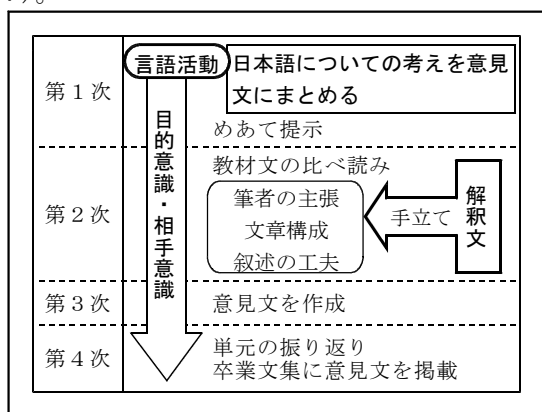 る。
第１次
言語活動
日本語についての考えを意見
文にまとめる
めあて提示
目的意識・相手意識
第２次
教材文の比べ読み
筆者の主張
文章構成
叙述の工夫
手立て
解釈文
第３次
意見文を作成
第４次
単元の振り返り
卒業文集に意見文を掲載